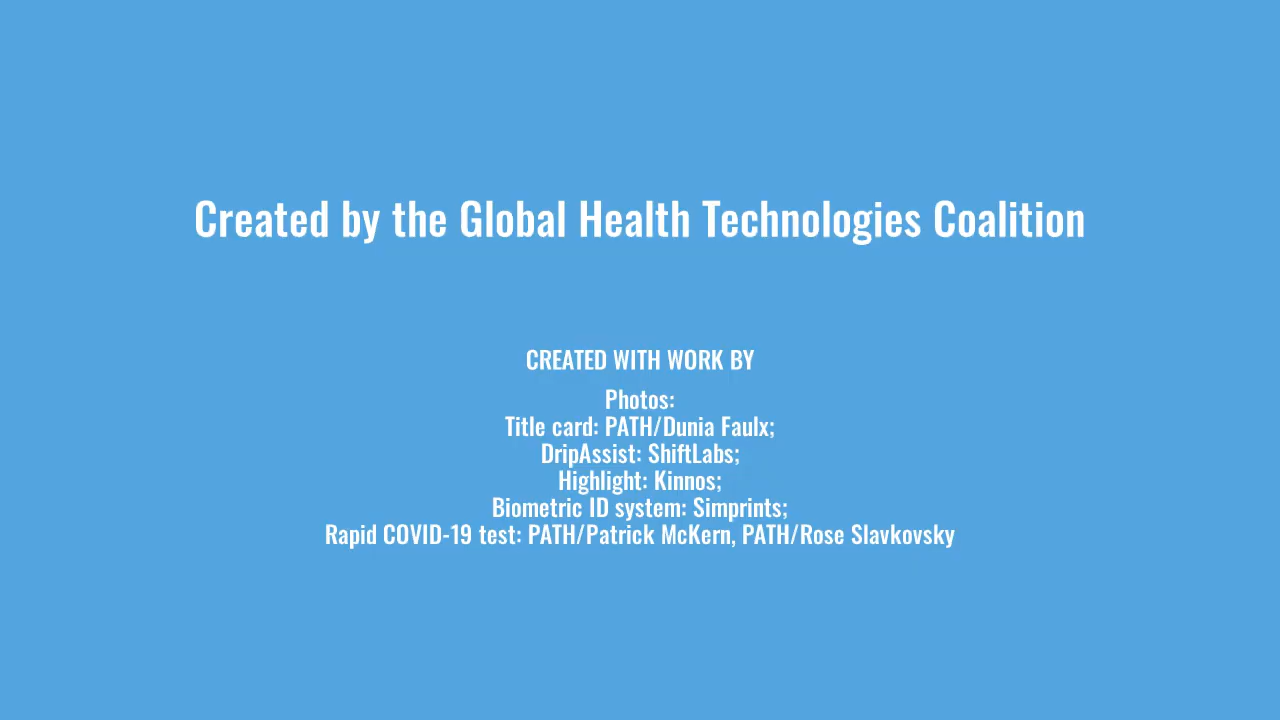 Created by the Global Health Technologies Coalition
CREATED WITH WORK BY
Photos:
Title card: PATH/Dunia Faulx;
DripAssist: ShiftLabs;
Highlight: Kinnos;
Biometric ID system: Simprints;
Rapid COVID-19 test: PATH/Patrick McKern, PATH/Rose Slavkovsky